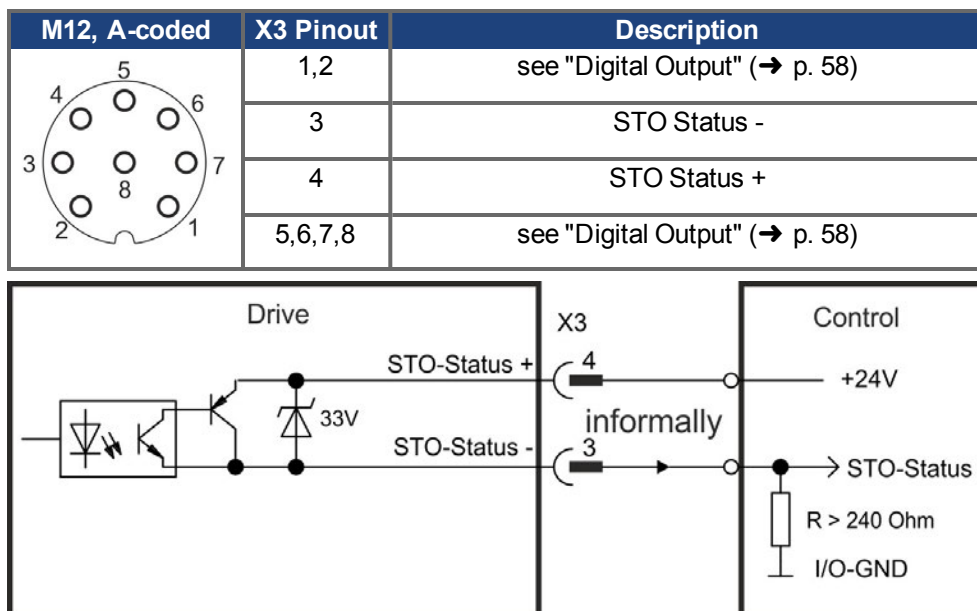 M12, A-coded X3 Pinout Description
1,2 see "Digital Output" (➜ p. 58)
3 STO Status -
4 STO Status +
5,6,7,8 see "Digital Output" (➜ p. 58)
5
4 6
3 7
8
2 1
Drive X3 Control
STO-Status + 4 +24V
33V informally
STO-Status - 3 STO-Status
R > 240 Ohm
I/O-GND